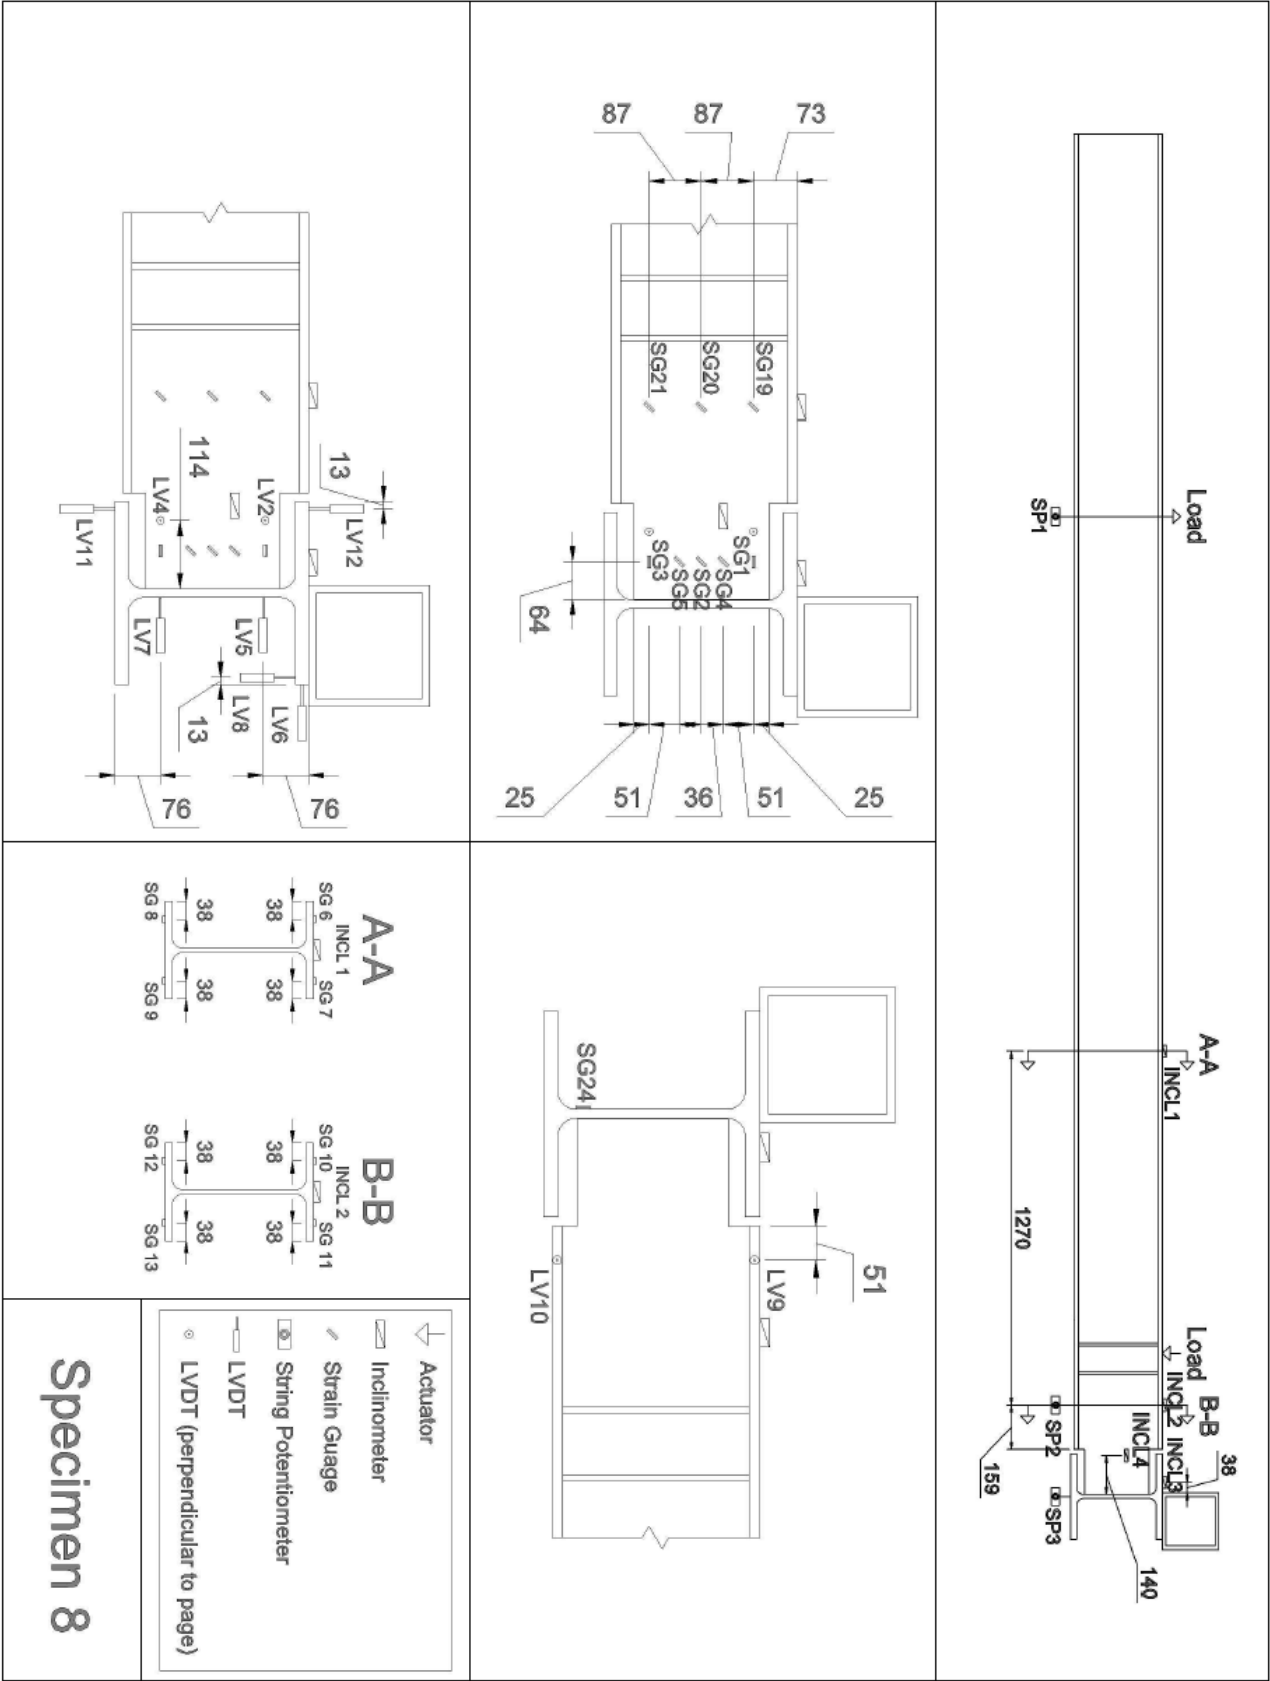 Load
SP1
A-A
INCL1
1270
Load
INCL2
B-B
INCL3
38
INCL4
SP2
SP3
159
140
87
87
73
SG21
SG20
SG19
SG3
SG1
SG5
SG2
SG4
64
25
51
36
51
25
SG24
51
LV9
LV10
13
114
LV4
LV2
LV11
LV12
LV7
LV5
LV8
LV6
13
76
76
A-A
SG 6
INCL 1
SG 7
38
38
38
38
SG 8
SG 9
B-B
SG 10
INCL 2
SG 11
38
38
38
38
SG 12
SG 13
Actuator
Inclinometer
Strain Guage
String Potentiometer
LVDT
LVDT (perpendicular to page)
Specimen 8